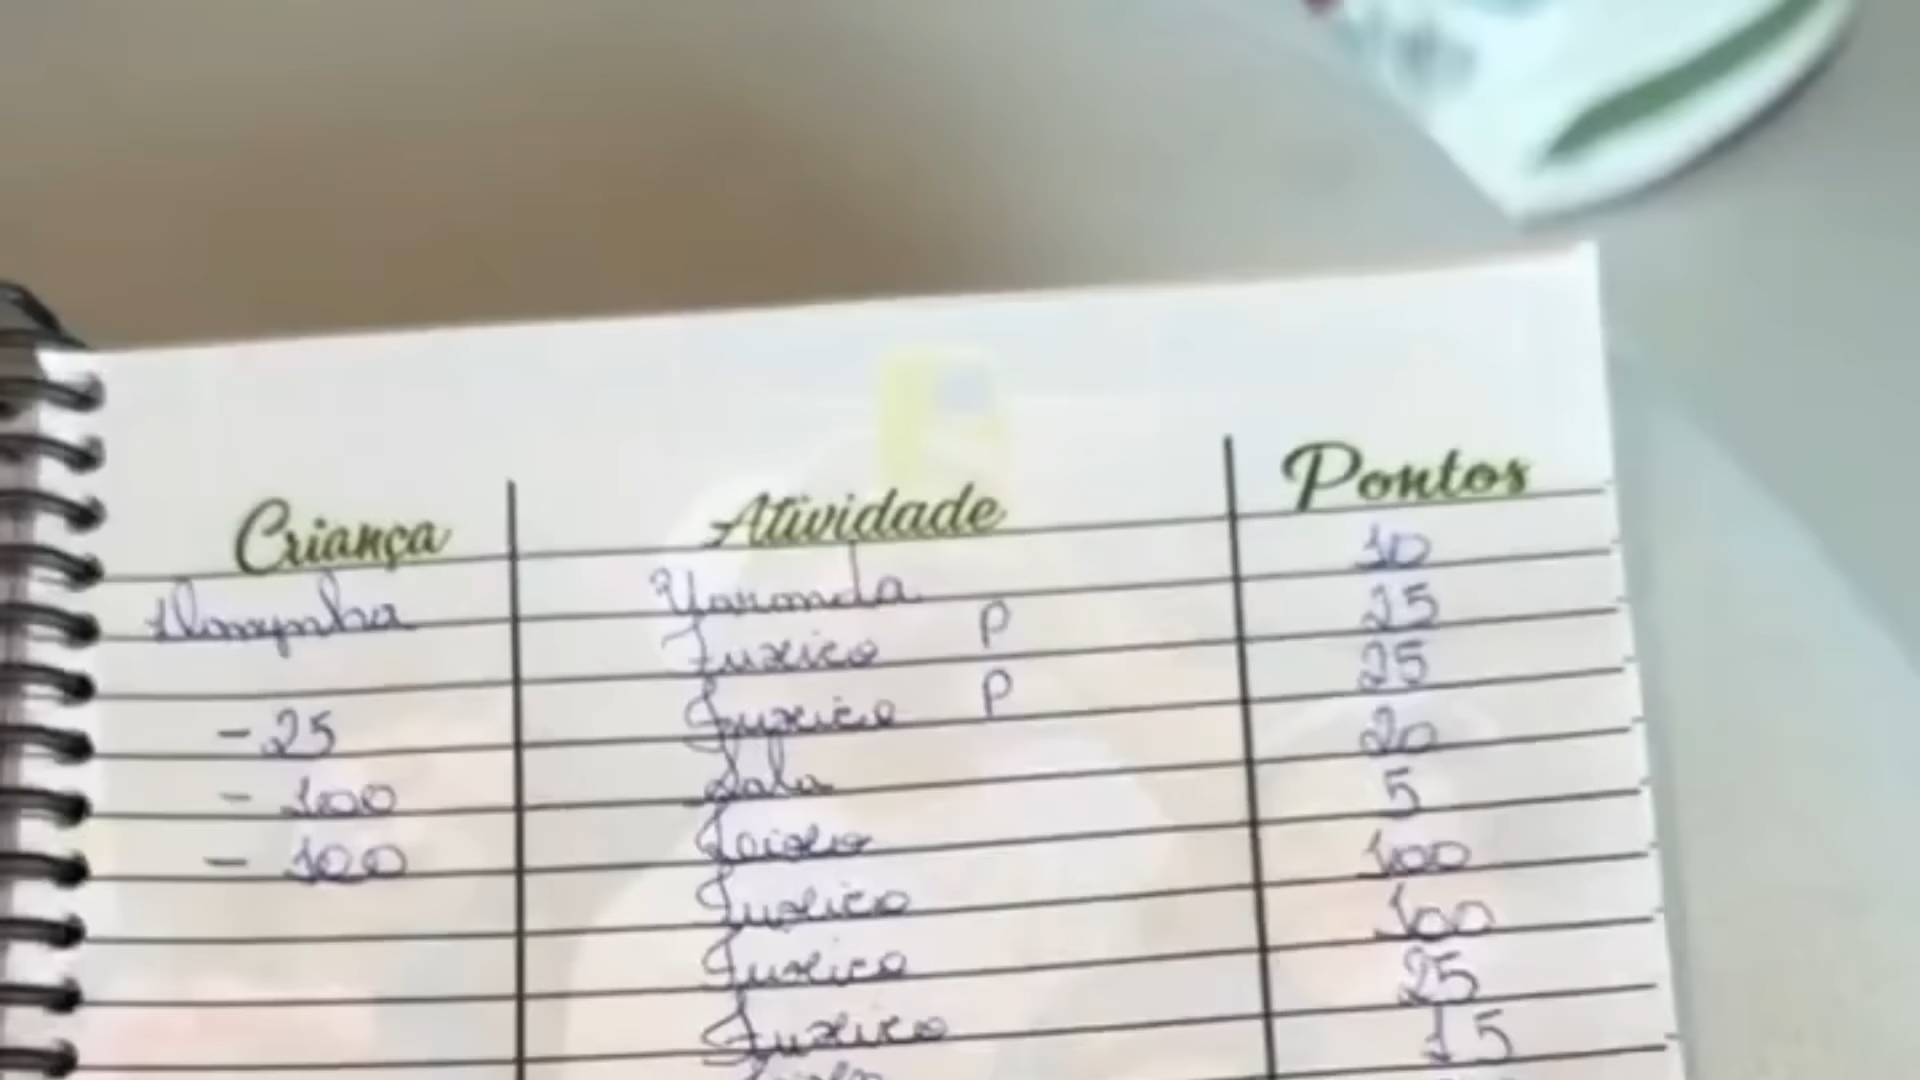 Criança Atividade Pontos
Varanda 10
Fuxico P 25
- 25 Fuxico P 25
- 100 Sala 20
- 100 5
Fuxico 100
Fuxico 100
Fuxico 25
15